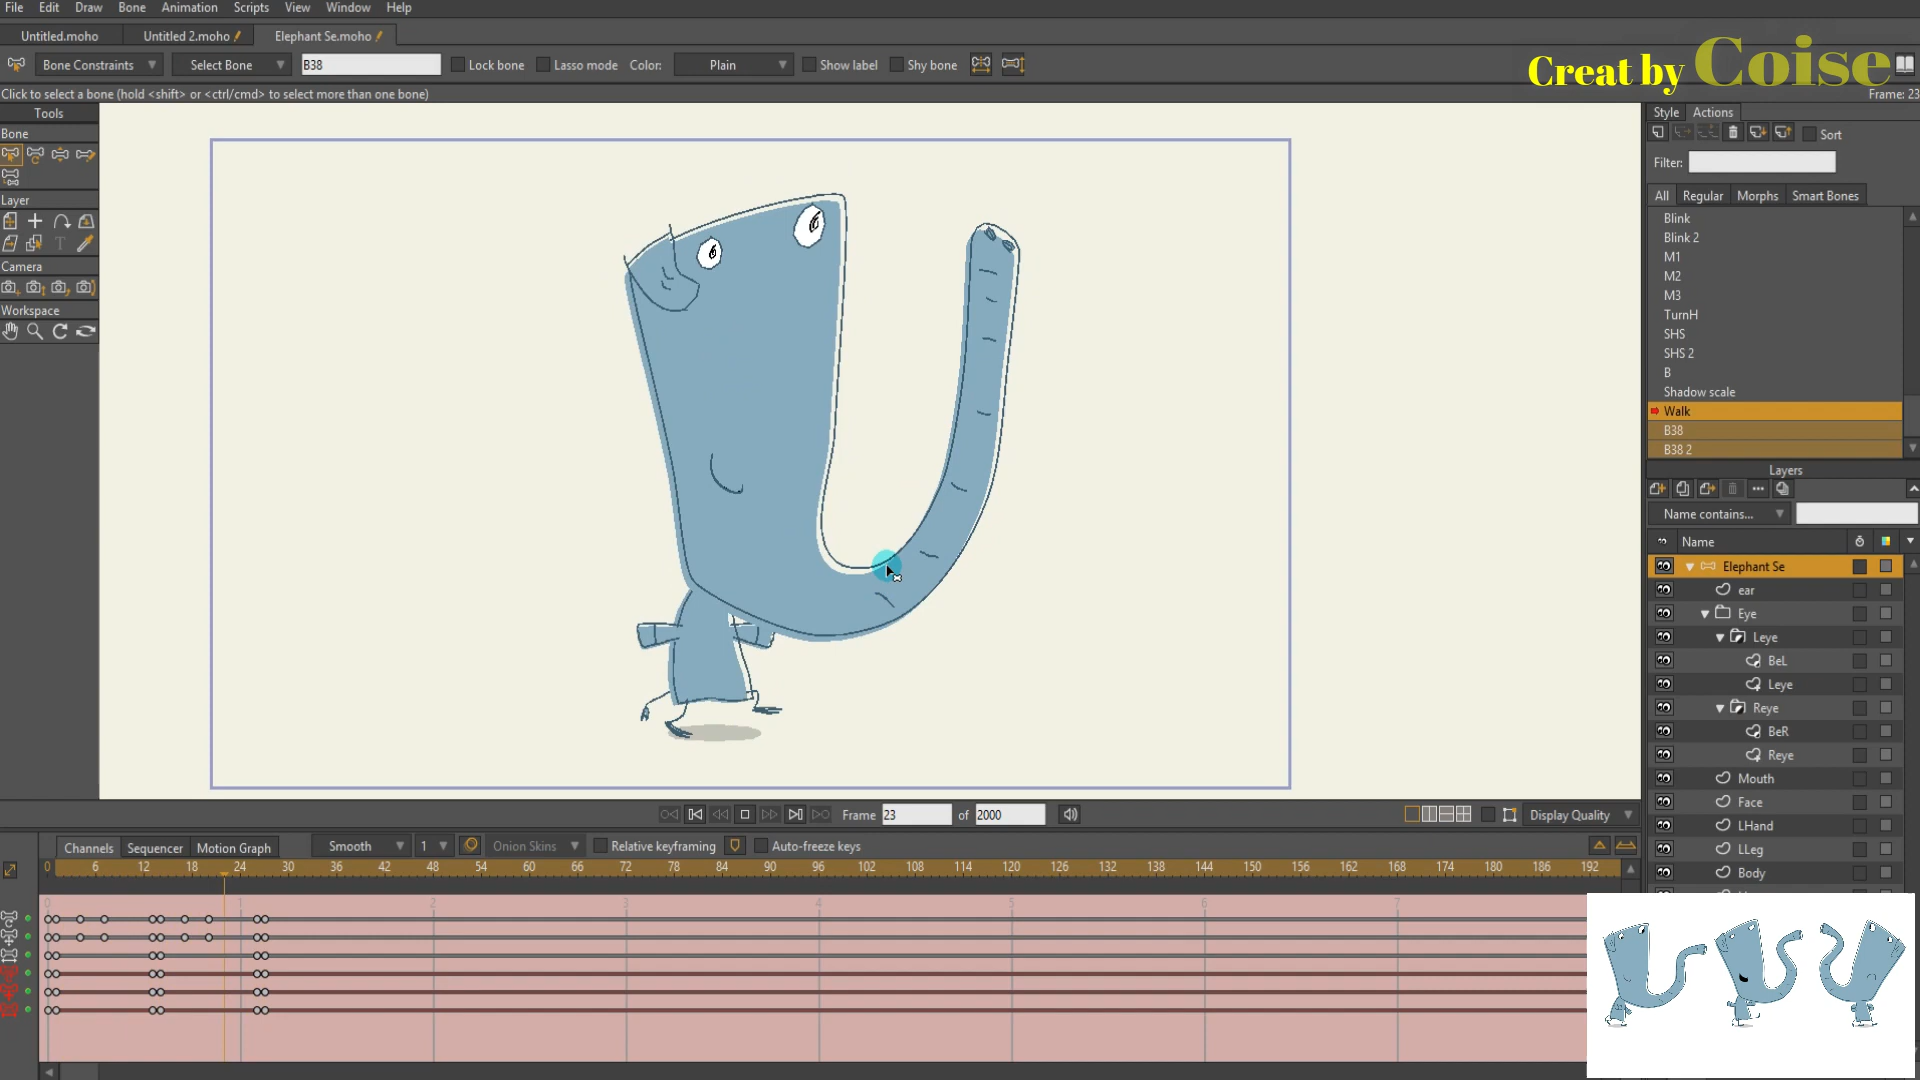 File Edit Draw Bone Animation Scripts View Window Help
Untitled.moho Untitled 2.moho Elephant Se.moho
Bone Constraints Select Bone B38 Lock bone Lasso mode Color: Plain Show label Shy bone
Creat by Coise
Click to select a bone (hold <shift> or <ctrl/cmd> to select more than one bone)
Frame: 23
Tools
Bone
Layer
Camera
Workspace
Style Actions
Sort
Filter:
All Regular Morphs Smart Bones
Blink
Blink 2
M1
M2
M3
TurnH
SHS
SHS 2
B
Shadow scale
Walk
B38
B38 2
Layers
Name contains...
Name
Elephant Se
ear
Eye
Leye
BeL
Leye
Reye
BeR
Reye
Mouth
Face
LHand
LLeg
Body
Frame 23 of 2000 Display Quality
Channels Sequencer Motion Graph Smooth 1 Onion Skins Relative keyframing Auto-freeze keys
0 6 12 18 24 30 36 42 48 54 60 66 72 78 84 90 96 102 108 114 120 126 132 138 144 150 156 162 168 174 180 186 192
0 1 2 3 4 5 6 7